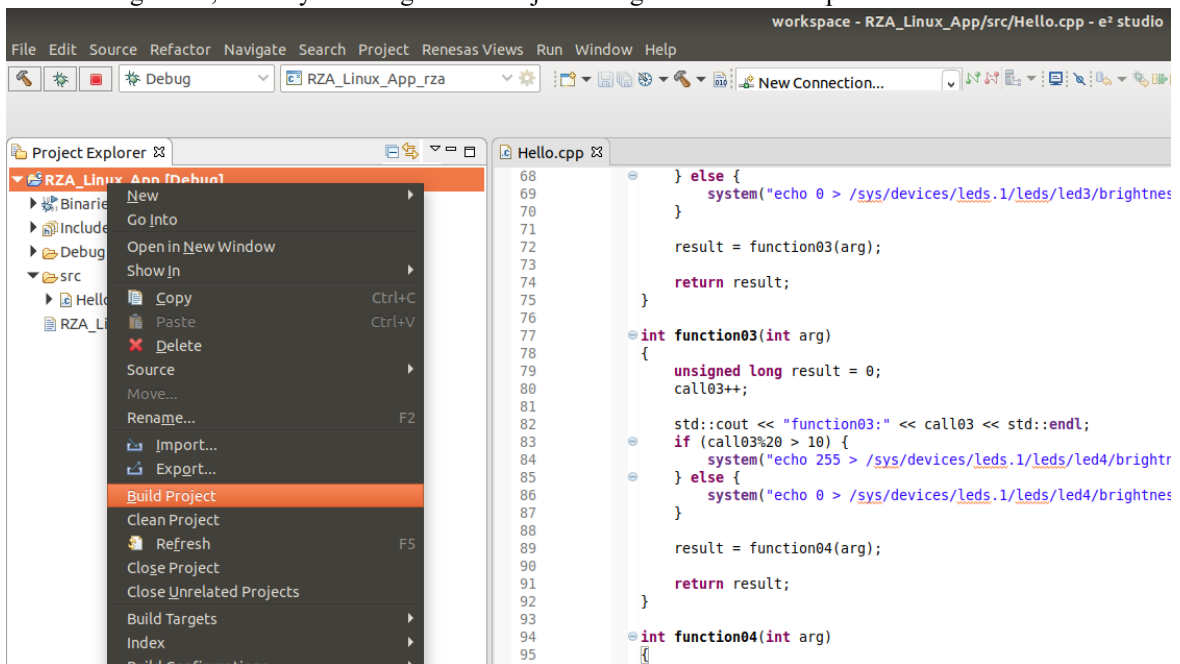 workspace - RZA_Linux_App/src/Hello.cpp - e² studio
File Edit Source Refactor Navigate Search Project Renesas Views Run Window Help
Debug RZA_Linux_App_rza New Connection...
Project Explorer
Hello.cpp
RZA_Linux_App [Debug]
Binarie
Include
Debug
src
Hello
RZA_Li
New
Go Into
Open in New Window
Show In
Copy Ctrl+C
Paste Ctrl+V
Delete
Source
Move...
Rename... F2
Import...
Export...
Build Project
Clean Project
Refresh F5
Close Project
Close Unrelated Projects
Build Targets
Index
68 } else {
69 system("echo 0 > /sys/devices/leds.1/leds/led3/brightnes
70 }
71
72 result = function03(arg);
73
74 return result;
75 }
76
77 int function03(int arg)
78 {
79 unsigned long result = 0;
80 call03++;
81
82 std::cout << "function03:" << call03 << std::endl;
83 if (call03%20 > 10) {
84 system("echo 255 > /sys/devices/leds.1/leds/led4/brightn
85 } else {
86 system("echo 0 > /sys/devices/leds.1/leds/led4/brightnes
87 }
88
89 result = function04(arg);
90
91 return result;
92 }
93
94 int function04(int arg)
95 {